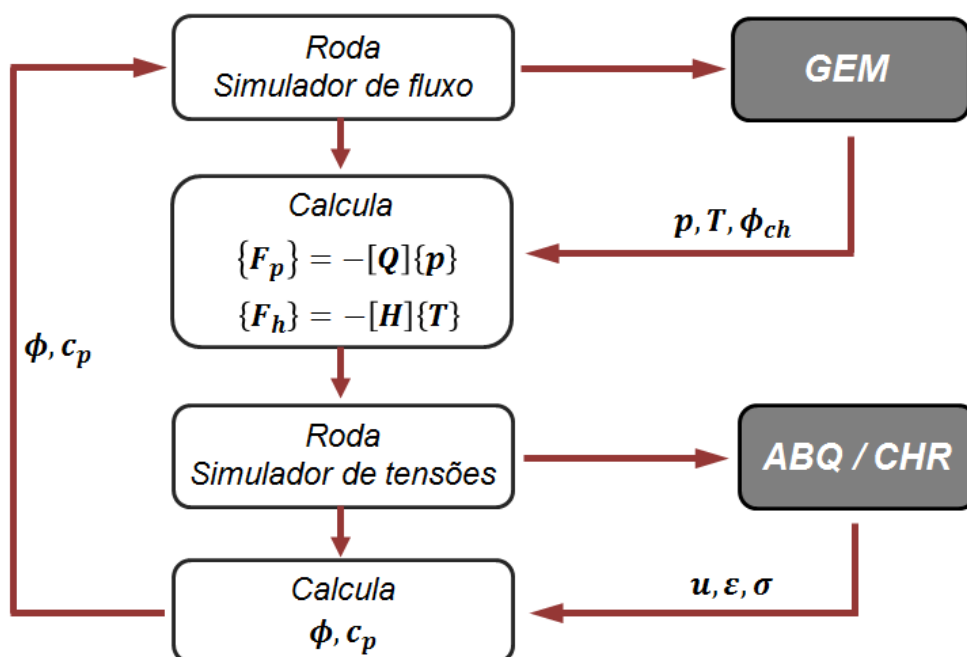 Roda
Simulador de fluxo
GEM
Calcula
{F_p} = −[Q]{p}
{F_h} = −[H]{T}
p, T, ϕ_ch
ϕ, c_p
Roda
Simulador de tensões
ABQ / CHR
Calcula
ϕ, c_p
u, ε, σ